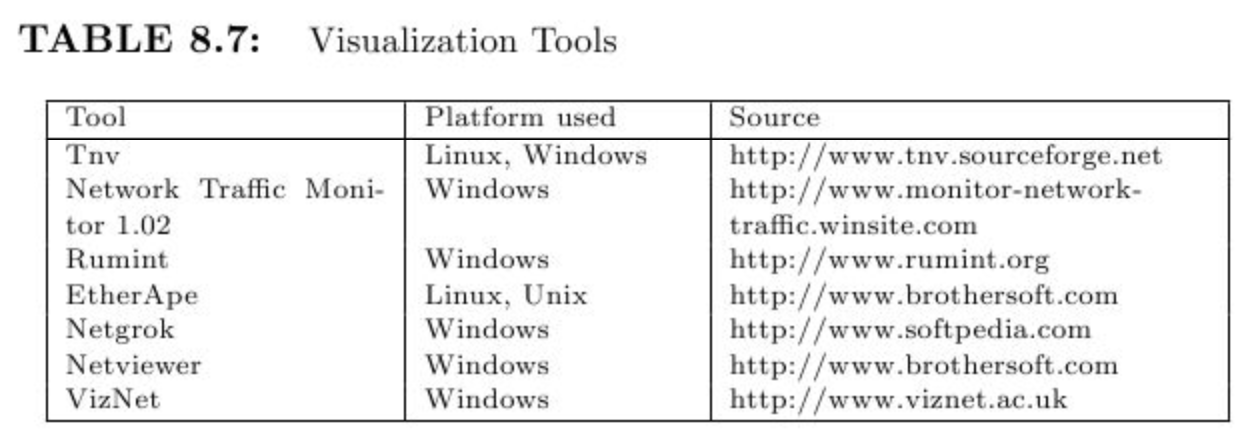 TABLE 8.7: Visualization Tools
Tool Platform used Source
Tnv Linux, Windows http://www.tnv.sourceforge.net
Network Traffic Moni- Windows http://www.monitor-network-
tor 1.02 traffic.winsite.com
Rumint Windows http://www.rumint.org
EtherApe Linux, Unix http://www.brothersoft.com
Netgrok Windows http://www.softpedia.com
Netviewer Windows http://www.brothersoft.com
VizNet Windows http://www.viznet.ac.uk